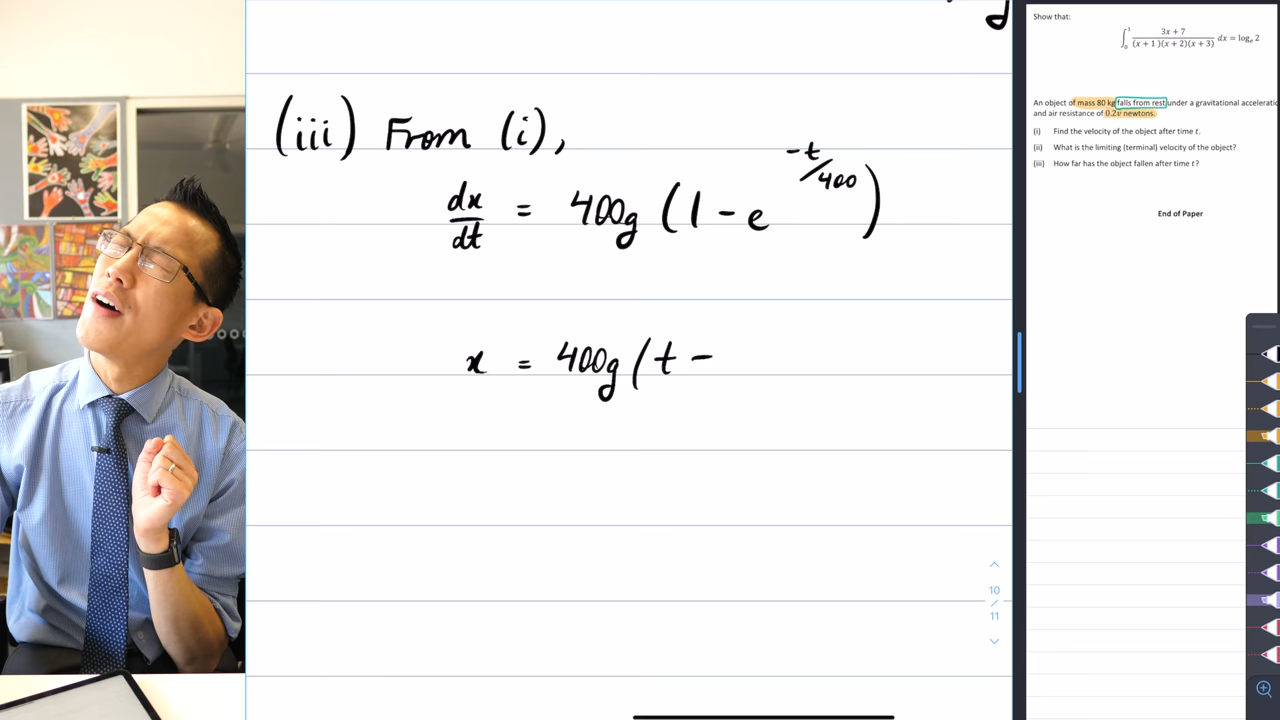 (iii) From (i),
dx/dt = 400g (1 - e^(-t/400))
x = 400g (t -
10
/
11
Show that:
∫₀¹ (3x + 7)/((x + 1)(x + 2)(x + 3)) dx = logₑ 2
An object of mass 80 kg falls from rest under a gravitational acceleratio
and air resistance of 0.2v newtons.
(i) Find the velocity of the object after time t.
(ii) What is the limiting (terminal) velocity of the object?
(iii) How far has the object fallen after time t?
End of Paper